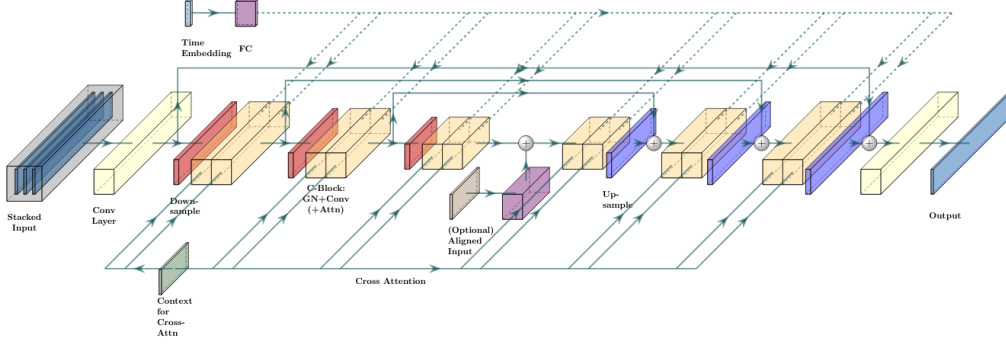 Time
Embedding
FC
Stacked
Input
Conv
Layer
Down-
sample
C-Block:
GN+Conv
(+Attn)
(Optional)
Aligned
Input
Up-
sample
Output
Cross Attention
Context
for
Cross-
Attn